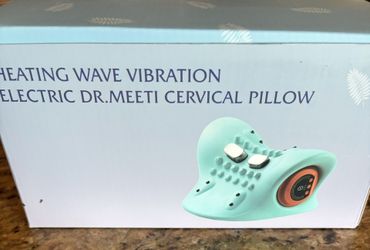 HEATING WAVE VIBRATION
ELECTRIC DR.MEETI CERVICAL PILLOW